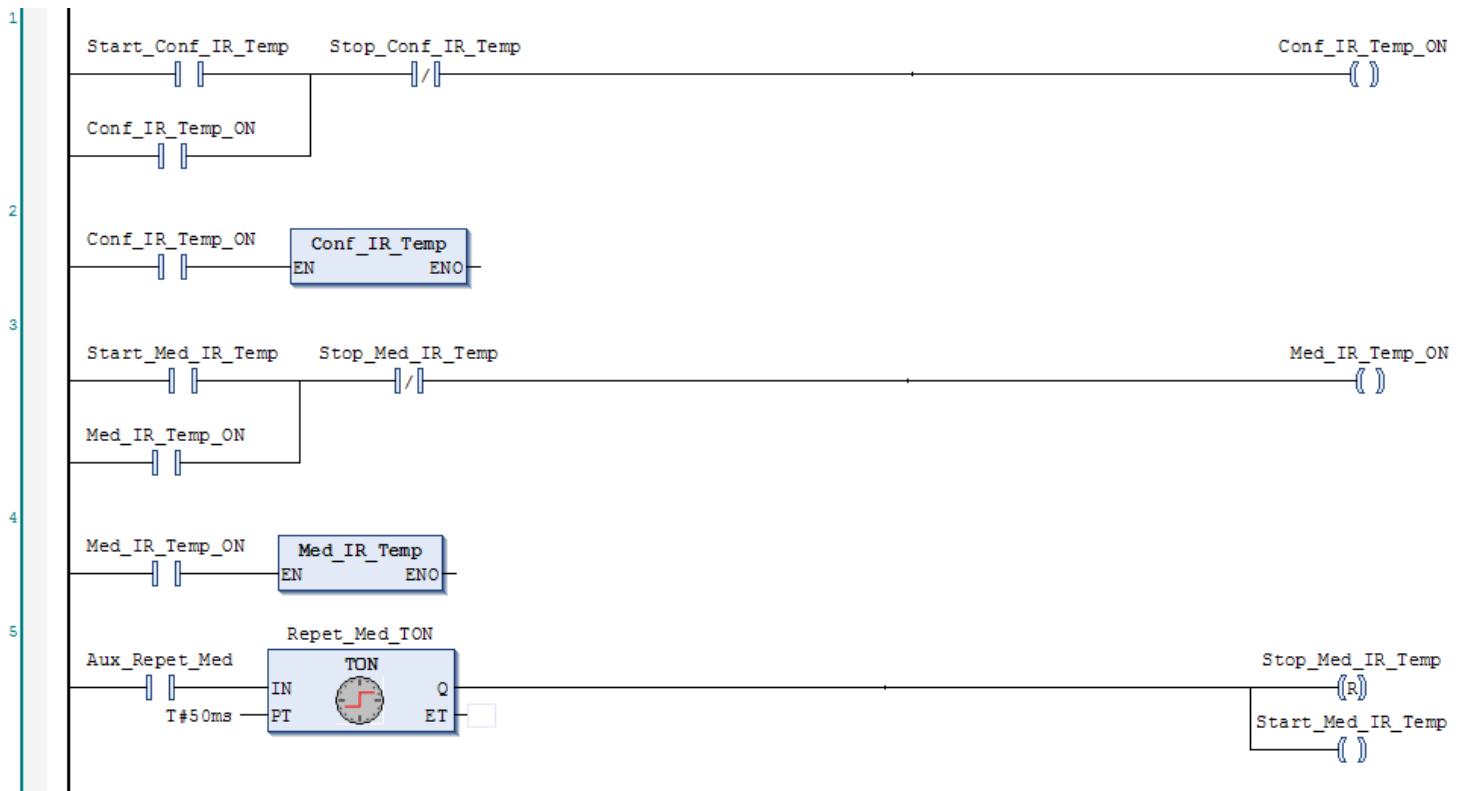 1
Start_Conf_IR_Temp Stop_Conf_IR_Temp Conf_IR_Temp_ON
/
Conf_IR_Temp_ON
2
Conf_IR_Temp_ON Conf_IR_Temp
EN ENO
3
Start_Med_IR_Temp Stop_Med_IR_Temp Med_IR_Temp_ON
/
Med_IR_Temp_ON
4
Med_IR_Temp_ON Med_IR_Temp
EN ENO
5
Repet_Med_TON
Aux_Repet_Med TON Stop_Med_IR_Temp
IN Q R
T#50ms PT ET Start_Med_IR_Temp